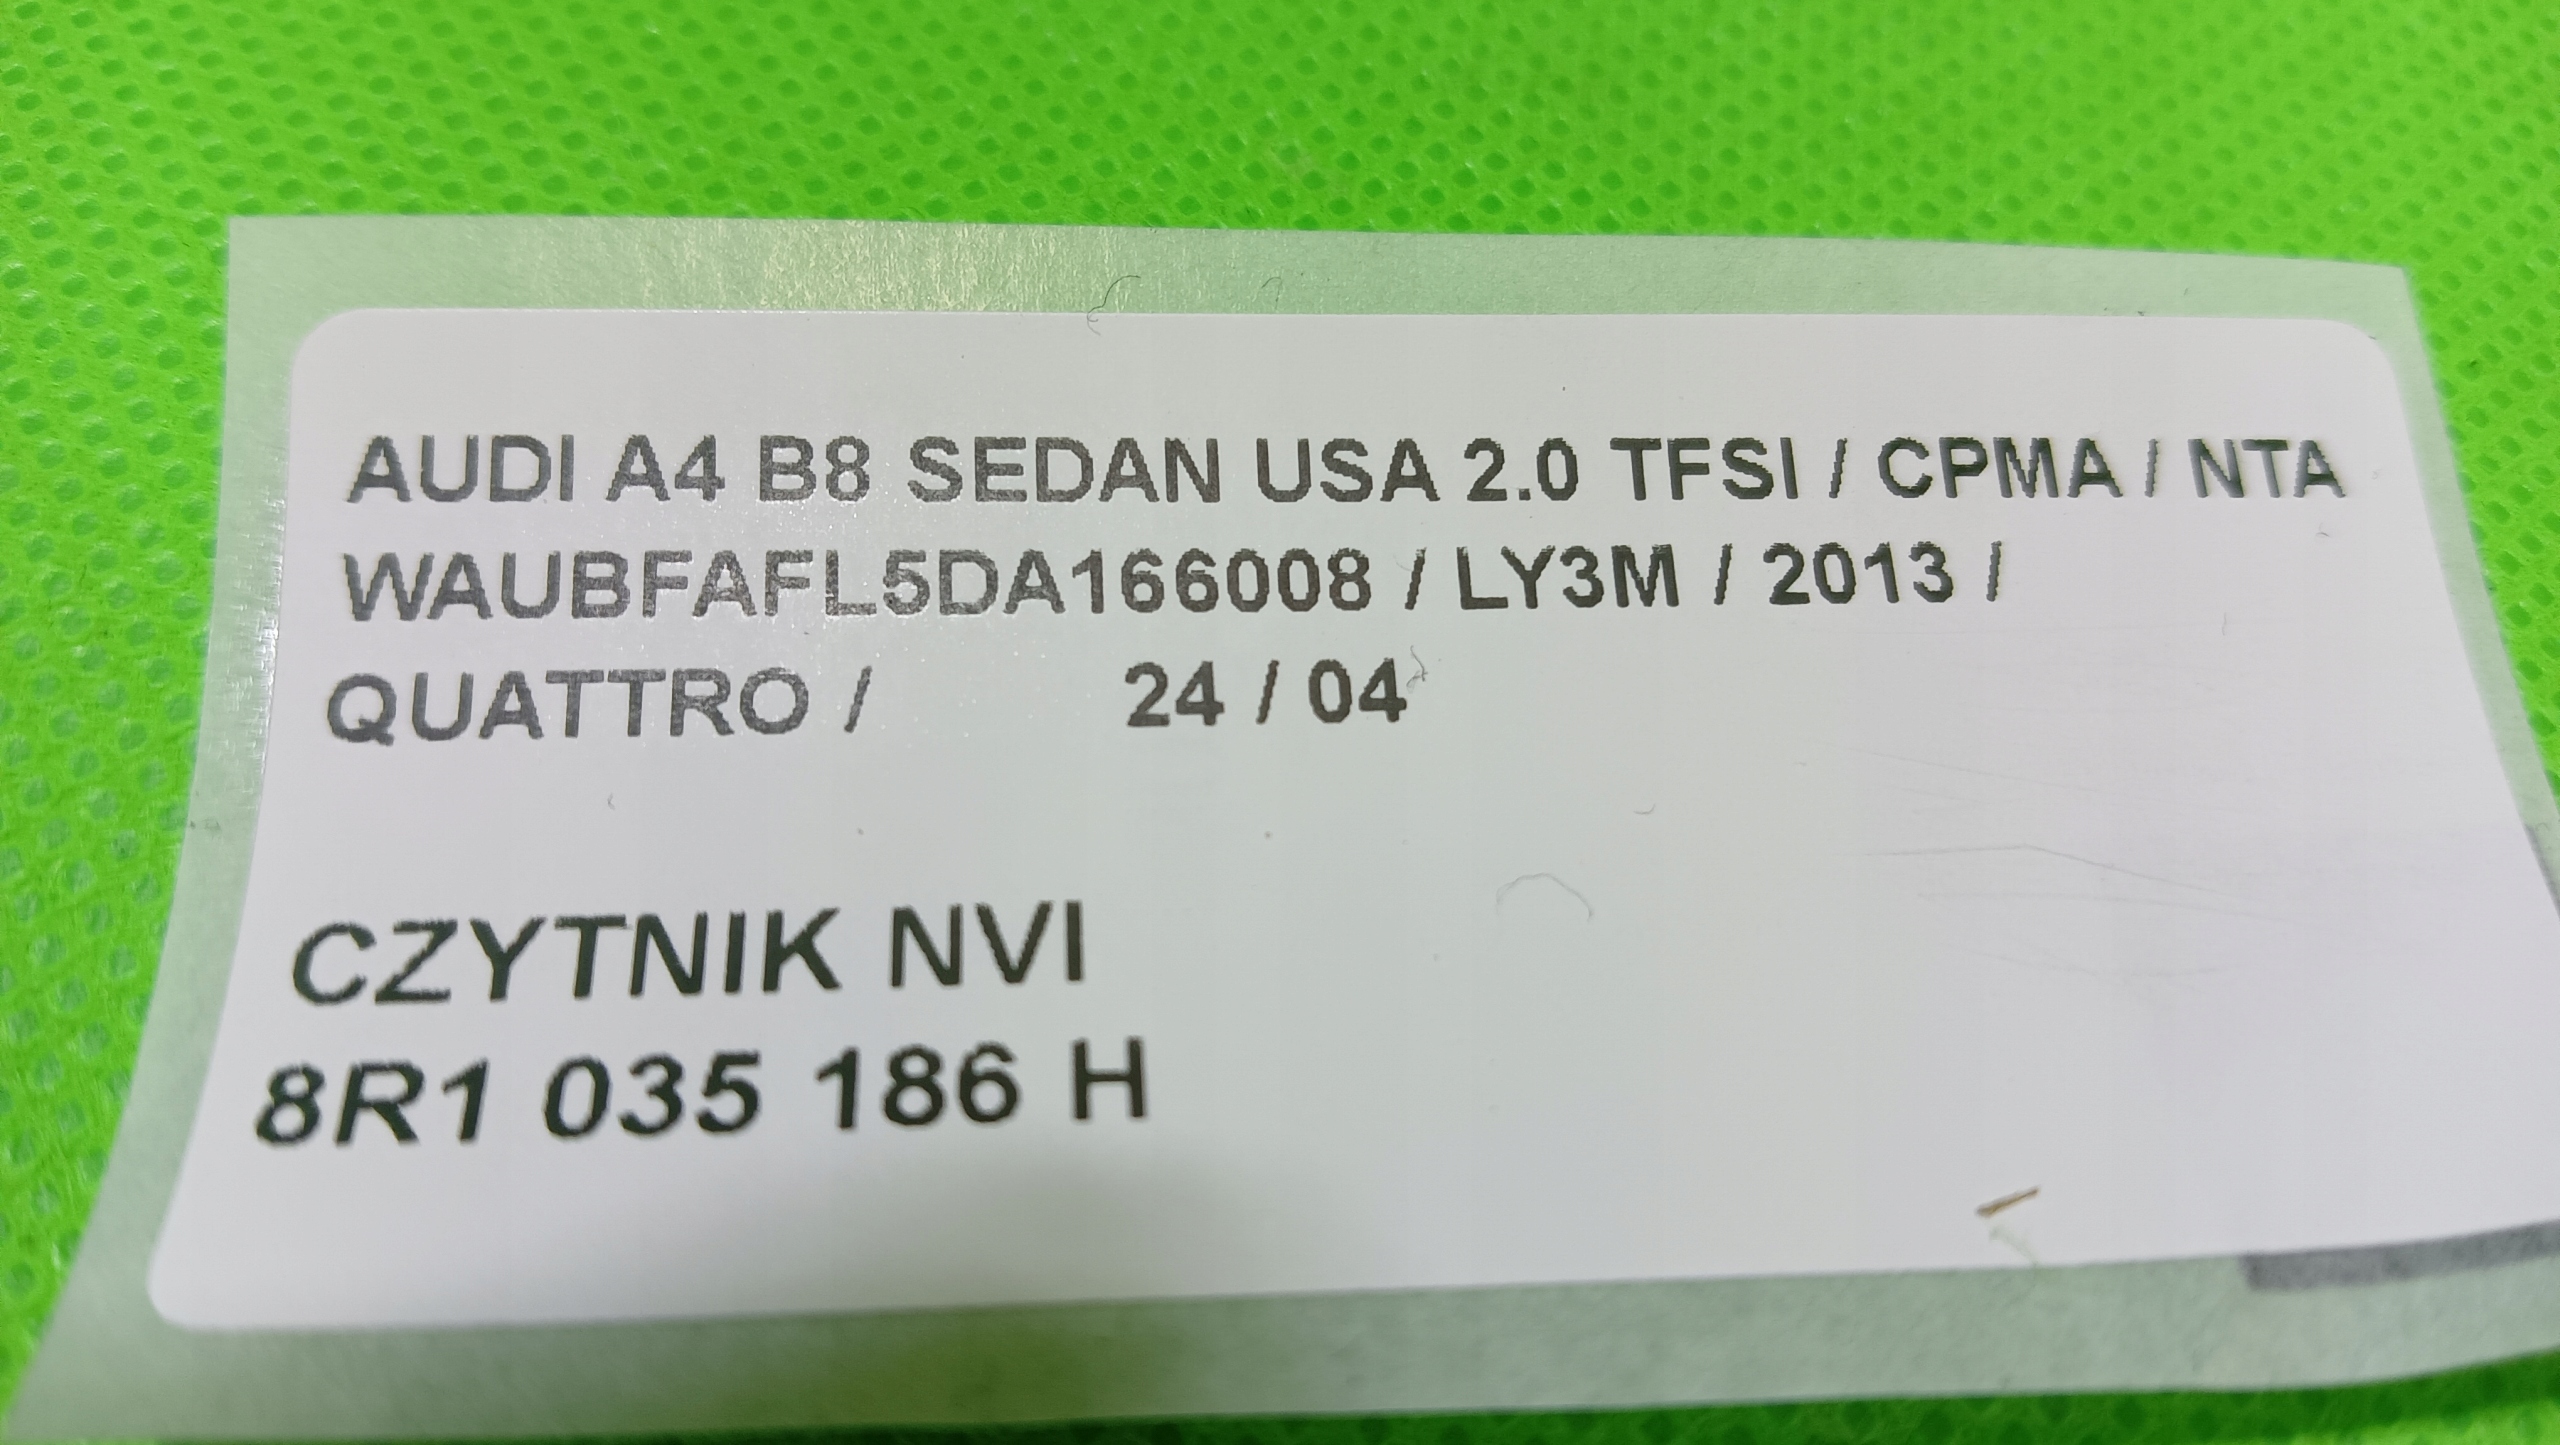 AUDI A4 B8 SEDAN USA 2.0 TFSI / CPMA / NTA
WAUBFAFL5DA166008 / LY3M / 2013 /
QUATTRO / 24 / 04
CZYTNIK NVI
8R1 035 186 H